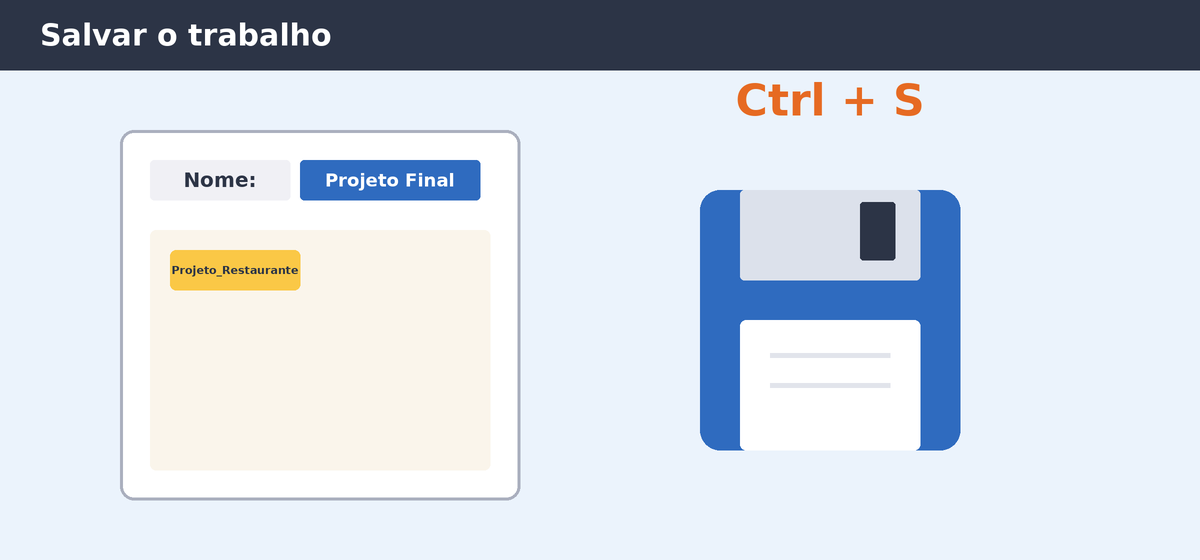 Salvar o trabalho
Ctrl + S
Nome:
Projeto Final
Projeto_Restaurante